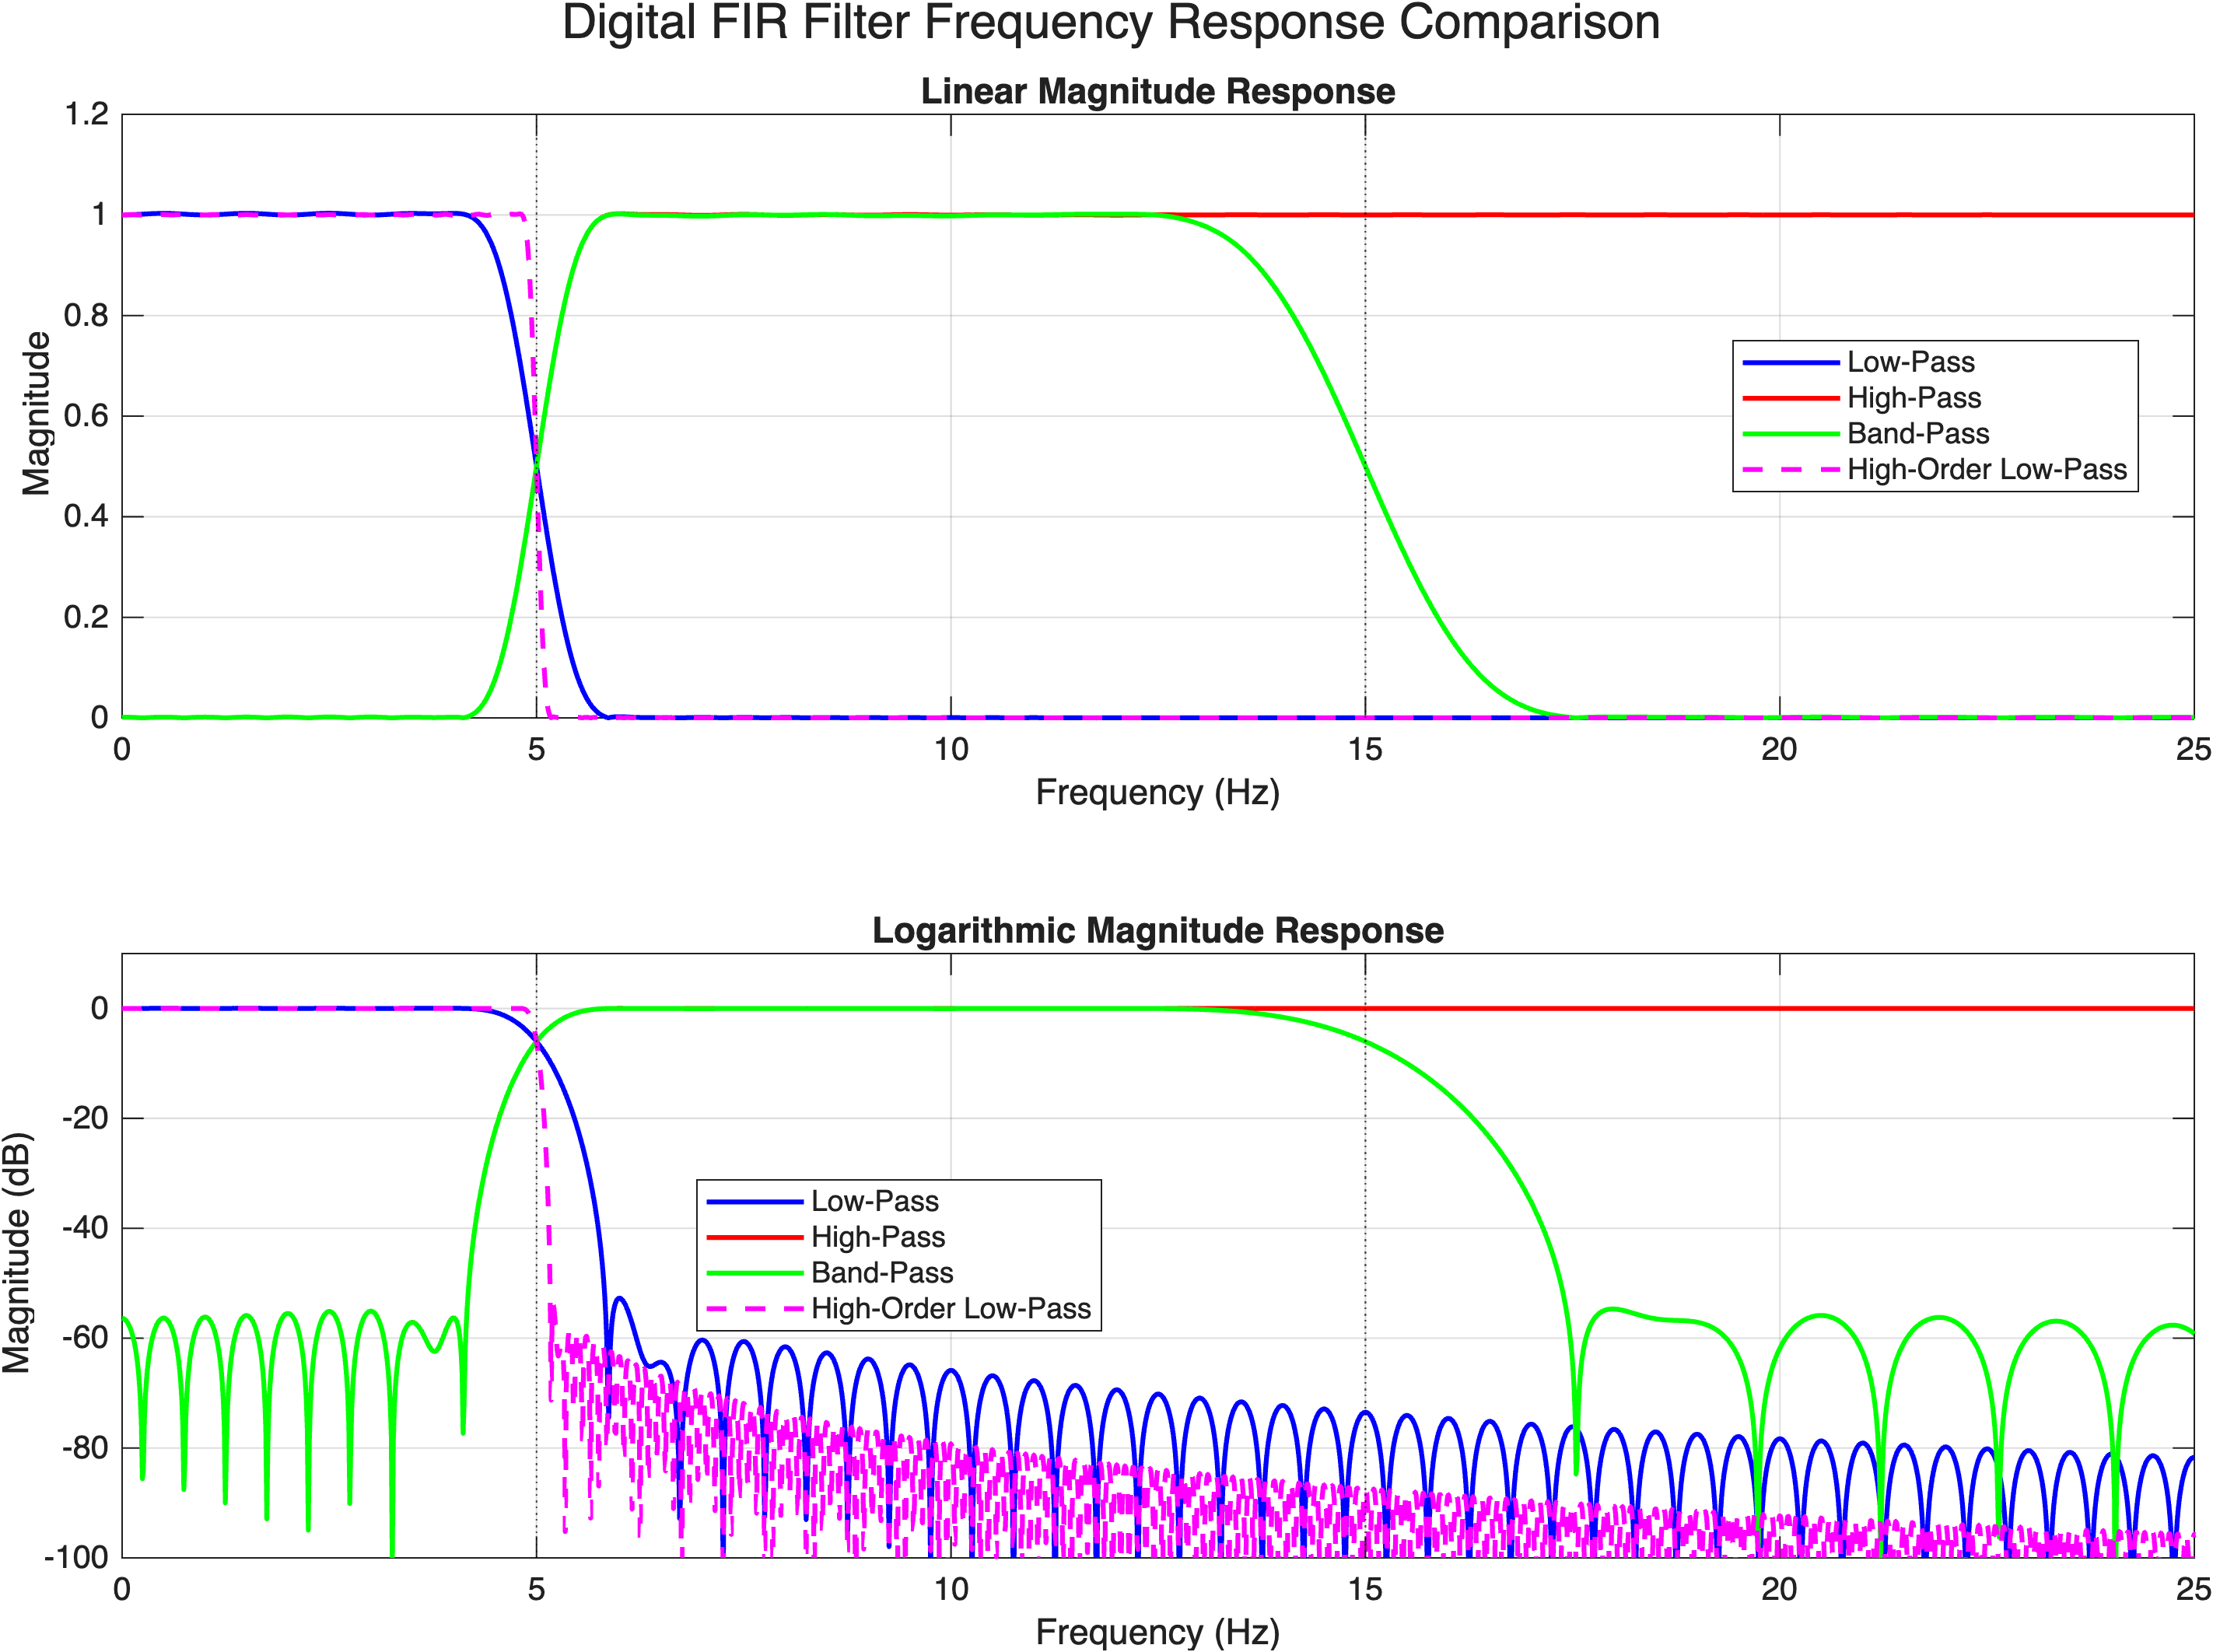 Digital FIR Filter Frequency Response Comparison
Linear Magnitude Response
1.2
1
0.8
0.6
0.4
0.2
0
Magnitude
Low-Pass
High-Pass
Band-Pass
High-Order Low-Pass
0 5 10 15 20 25
Frequency (Hz)
Logarithmic Magnitude Response
0
-20
-40
-60
-80
-100
Magnitude (dB)
Low-Pass
High-Pass
Band-Pass
High-Order Low-Pass
0 5 10 15 20 25
Frequency (Hz)